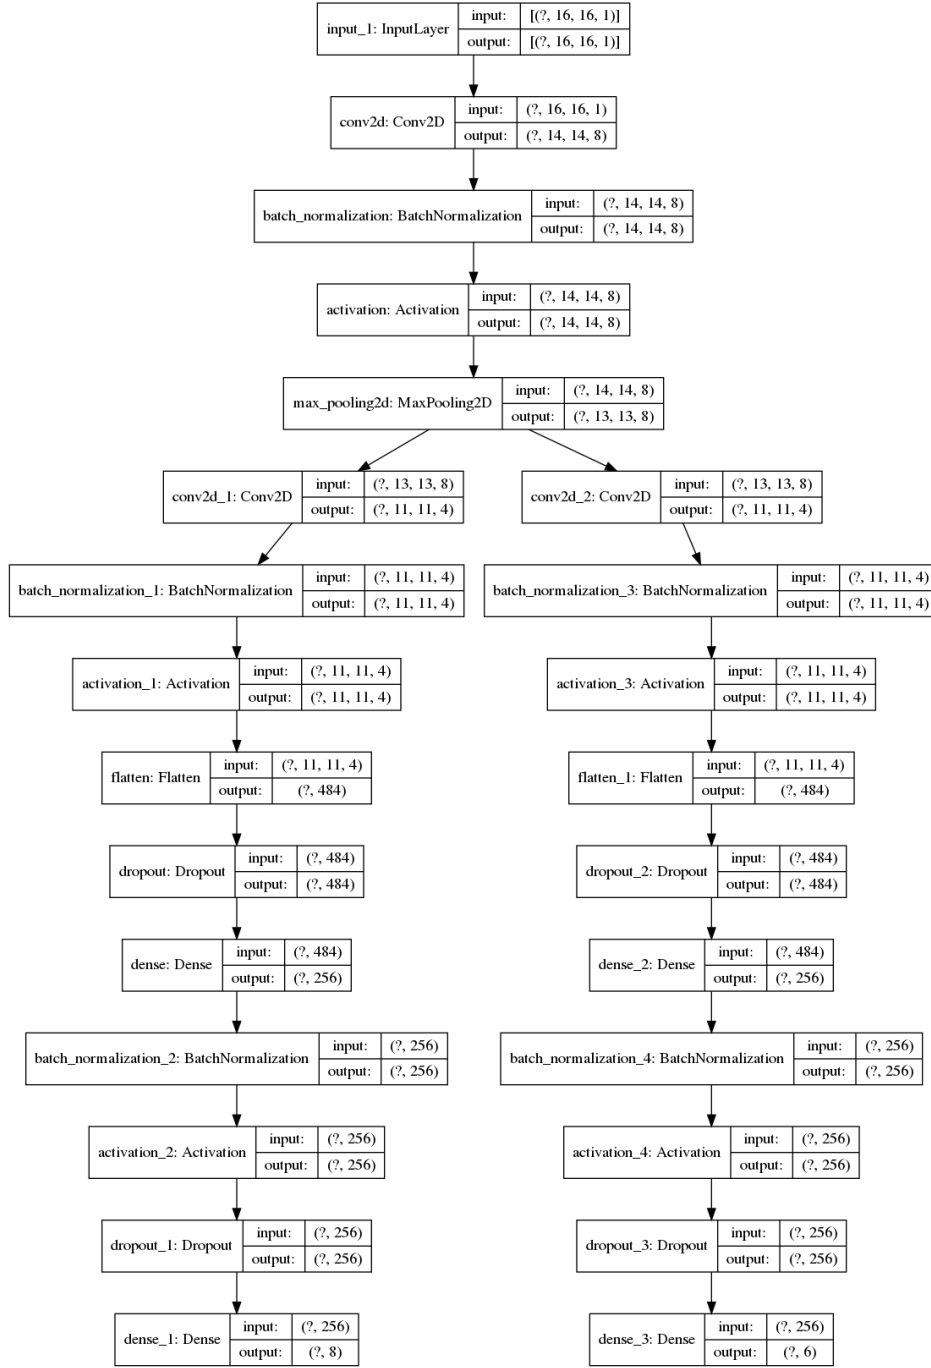 input_1: InputLayer
input: [(?, 16, 16, 1)]
output: [(?, 16, 16, 1)]
conv2d: Conv2D
input: (?, 16, 16, 1)
output: (?, 14, 14, 8)
batch_normalization: BatchNormalization
input: (?, 14, 14, 8)
output: (?, 14, 14, 8)
activation: Activation
input: (?, 14, 14, 8)
output: (?, 14, 14, 8)
max_pooling2d: MaxPooling2D
input: (?, 14, 14, 8)
output: (?, 13, 13, 8)
conv2d_1: Conv2D
input: (?, 13, 13, 8)
output: (?, 11, 11, 4)
conv2d_2: Conv2D
input: (?, 13, 13, 8)
output: (?, 11, 11, 4)
batch_normalization_1: BatchNormalization
input: (?, 11, 11, 4)
output: (?, 11, 11, 4)
batch_normalization_3: BatchNormalization
input: (?, 11, 11, 4)
output: (?, 11, 11, 4)
activation_1: Activation
input: (?, 11, 11, 4)
output: (?, 11, 11, 4)
activation_3: Activation
input: (?, 11, 11, 4)
output: (?, 11, 11, 4)
flatten: Flatten
input: (?, 11, 11, 4)
output: (?, 484)
flatten_1: Flatten
input: (?, 11, 11, 4)
output: (?, 484)
dropout: Dropout
input: (?, 484)
output: (?, 484)
dropout_2: Dropout
input: (?, 484)
output: (?, 484)
dense: Dense
input: (?, 484)
output: (?, 256)
dense_2: Dense
input: (?, 484)
output: (?, 256)
batch_normalization_2: BatchNormalization
input: (?, 256)
output: (?, 256)
batch_normalization_4: BatchNormalization
input: (?, 256)
output: (?, 256)
activation_2: Activation
input: (?, 256)
output: (?, 256)
activation_4: Activation
input: (?, 256)
output: (?, 256)
dropout_1: Dropout
input: (?, 256)
output: (?, 256)
dropout_3: Dropout
input: (?, 256)
output: (?, 256)
dense_1: Dense
input: (?, 256)
output: (?, 8)
dense_3: Dense
input: (?, 256)
output: (?, 6)